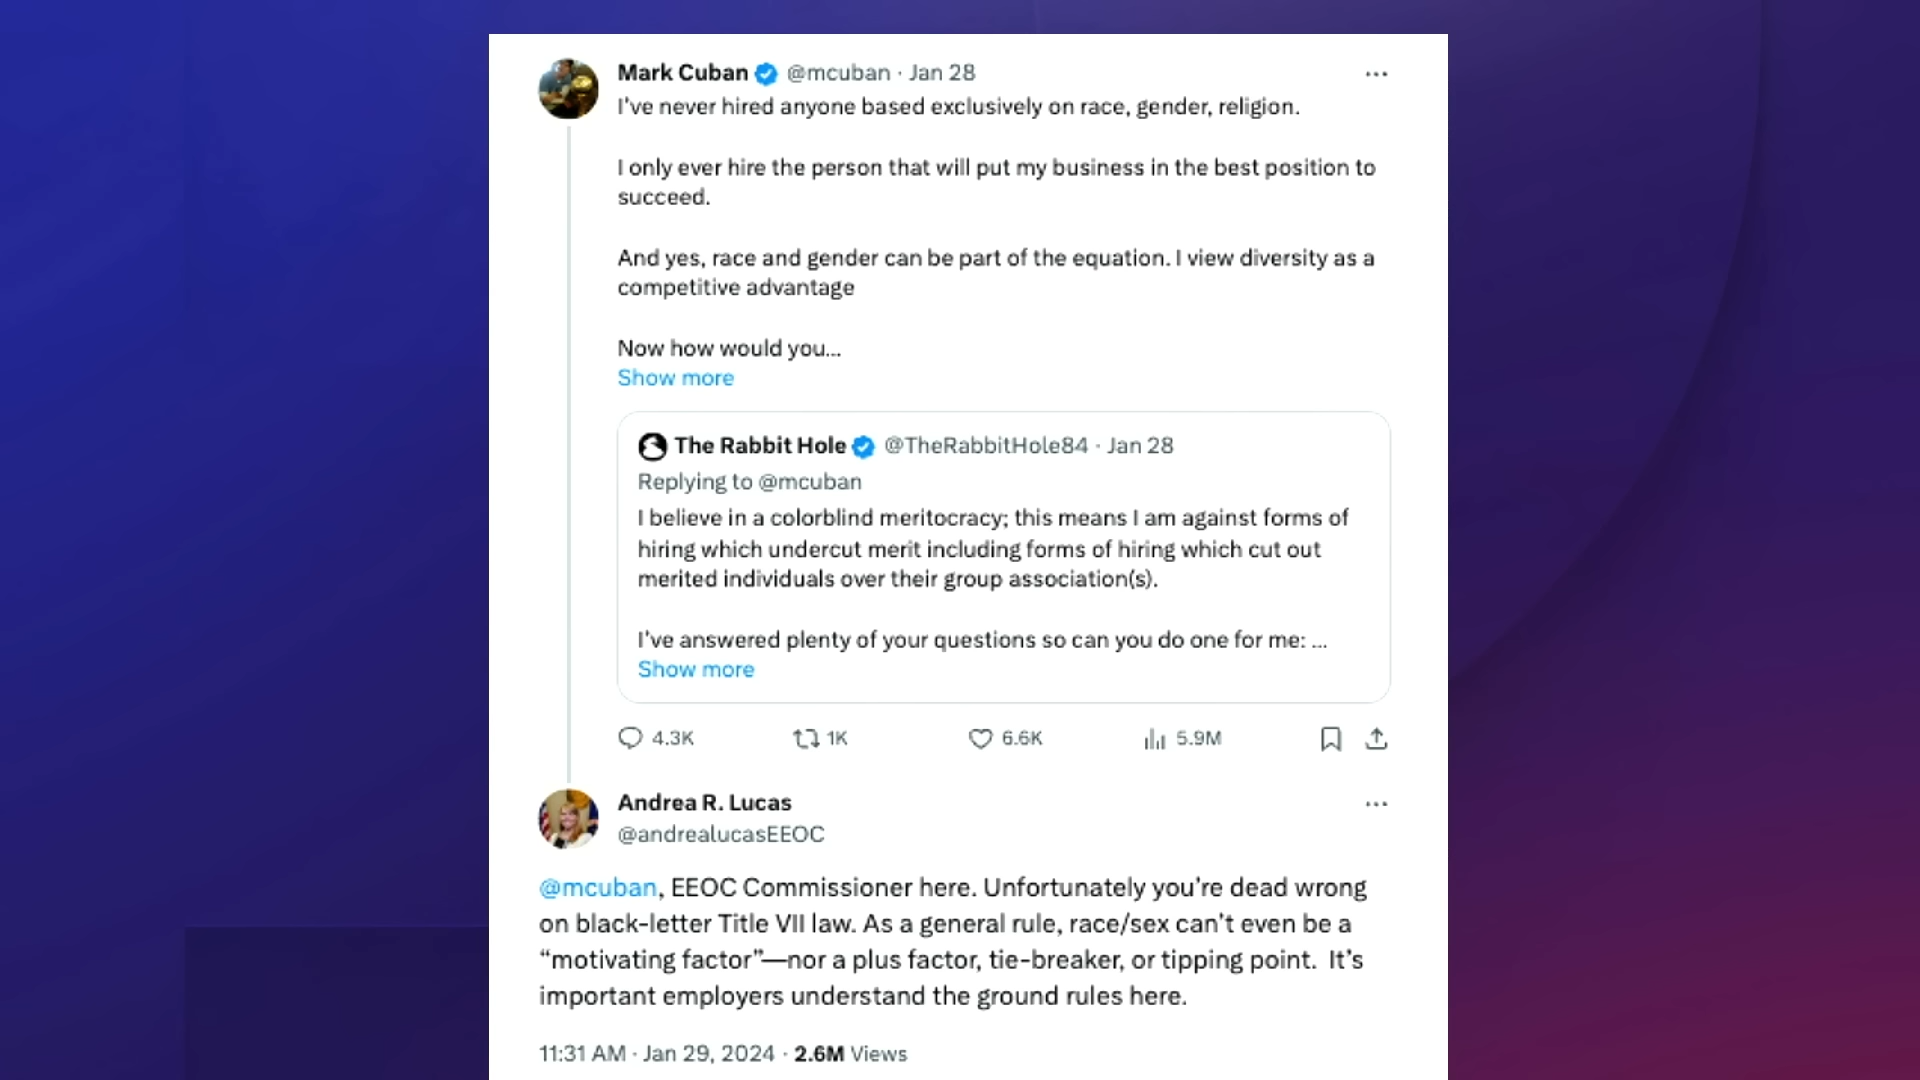 Mark Cuban @mcuban · Jan 28
I've never hired anyone based exclusively on race, gender, religion.
I only ever hire the person that will put my business in the best position to
succeed.
And yes, race and gender can be part of the equation. I view diversity as a
competitive advantage
Now how would you...
Show more
The Rabbit Hole @TheRabbitHole84 · Jan 28
Replying to @mcuban
I believe in a colorblind meritocracy; this means I am against forms of
hiring which undercut merit including forms of hiring which cut out
merited individuals over their group association(s).
I've answered plenty of your questions so can you do one for me: ...
Show more
4.3K 1K 6.6K 5.9M
Andrea R. Lucas
@andrealucasEEOC
@mcuban, EEOC Commissioner here. Unfortunately you're dead wrong
on black-letter Title VII law. As a general rule, race/sex can't even be a
“motivating factor”—nor a plus factor, tie-breaker, or tipping point. It's
important employers understand the ground rules here.
11:31 AM · Jan 29, 2024 · 2.6M Views